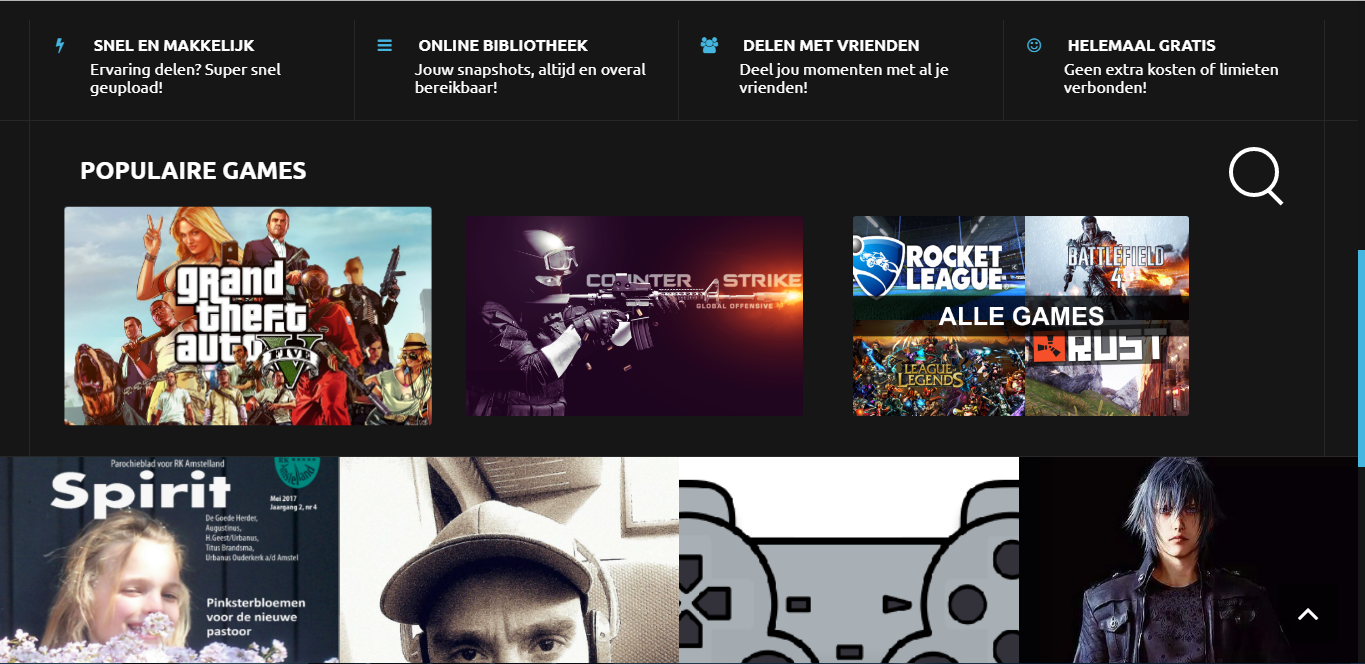 SNEL EN MAKKELIJK
Ervaring delen? Super snel
geupload!
ONLINE BIBLIOTHEEK
Jouw snapshots, altijd en overal
bereikbaar!
DELEN MET VRIENDEN
Deel jou momenten met al je
vrienden!
HELEMAAL GRATIS
Geen extra kosten of limieten
verbonden!
POPULAIRE GAMES
grand
theft
auto
FIVE
COUNTER STRIKE
GLOBAL OFFENSIVE
ROCKET
LEAGUE
BATTLEFIELD
4
ALLE GAMES
LEAGUE
OF
LEGENDS
RUST
Parochieblad voor RK Amstelland
RK
Amstelland
Spirit
Mei 2017
Jaargang 2, nr 4
De Goede Herder,
Augustinus,
H.Geest/Urbanus,
Titus Brandsma,
Urbanus Ouderkerk a/d Amstel
Pinksterbloemen
voor de nieuwe
pastoor